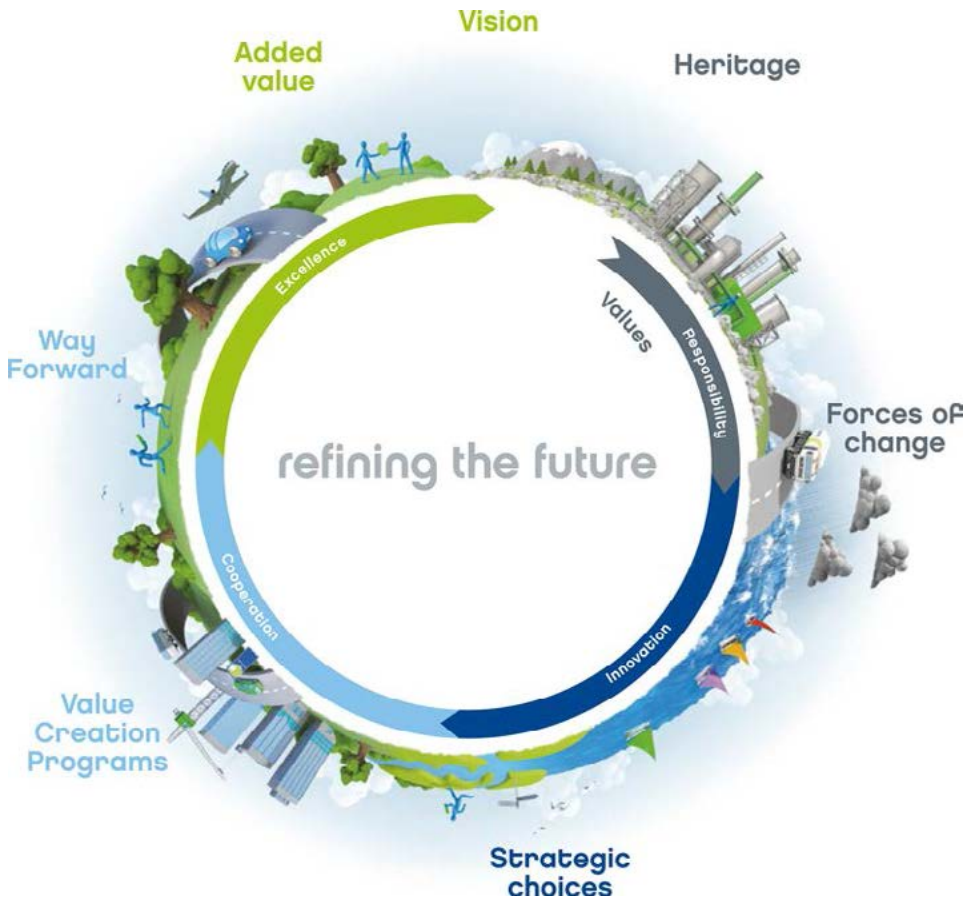 Vision
Added
value
Heritage
Excellence
Values
Responsibility
Way
Forward
Forces of
change
refining the future
Cooperation
Innovation
Value
Creation
Programs
Strategic
choices